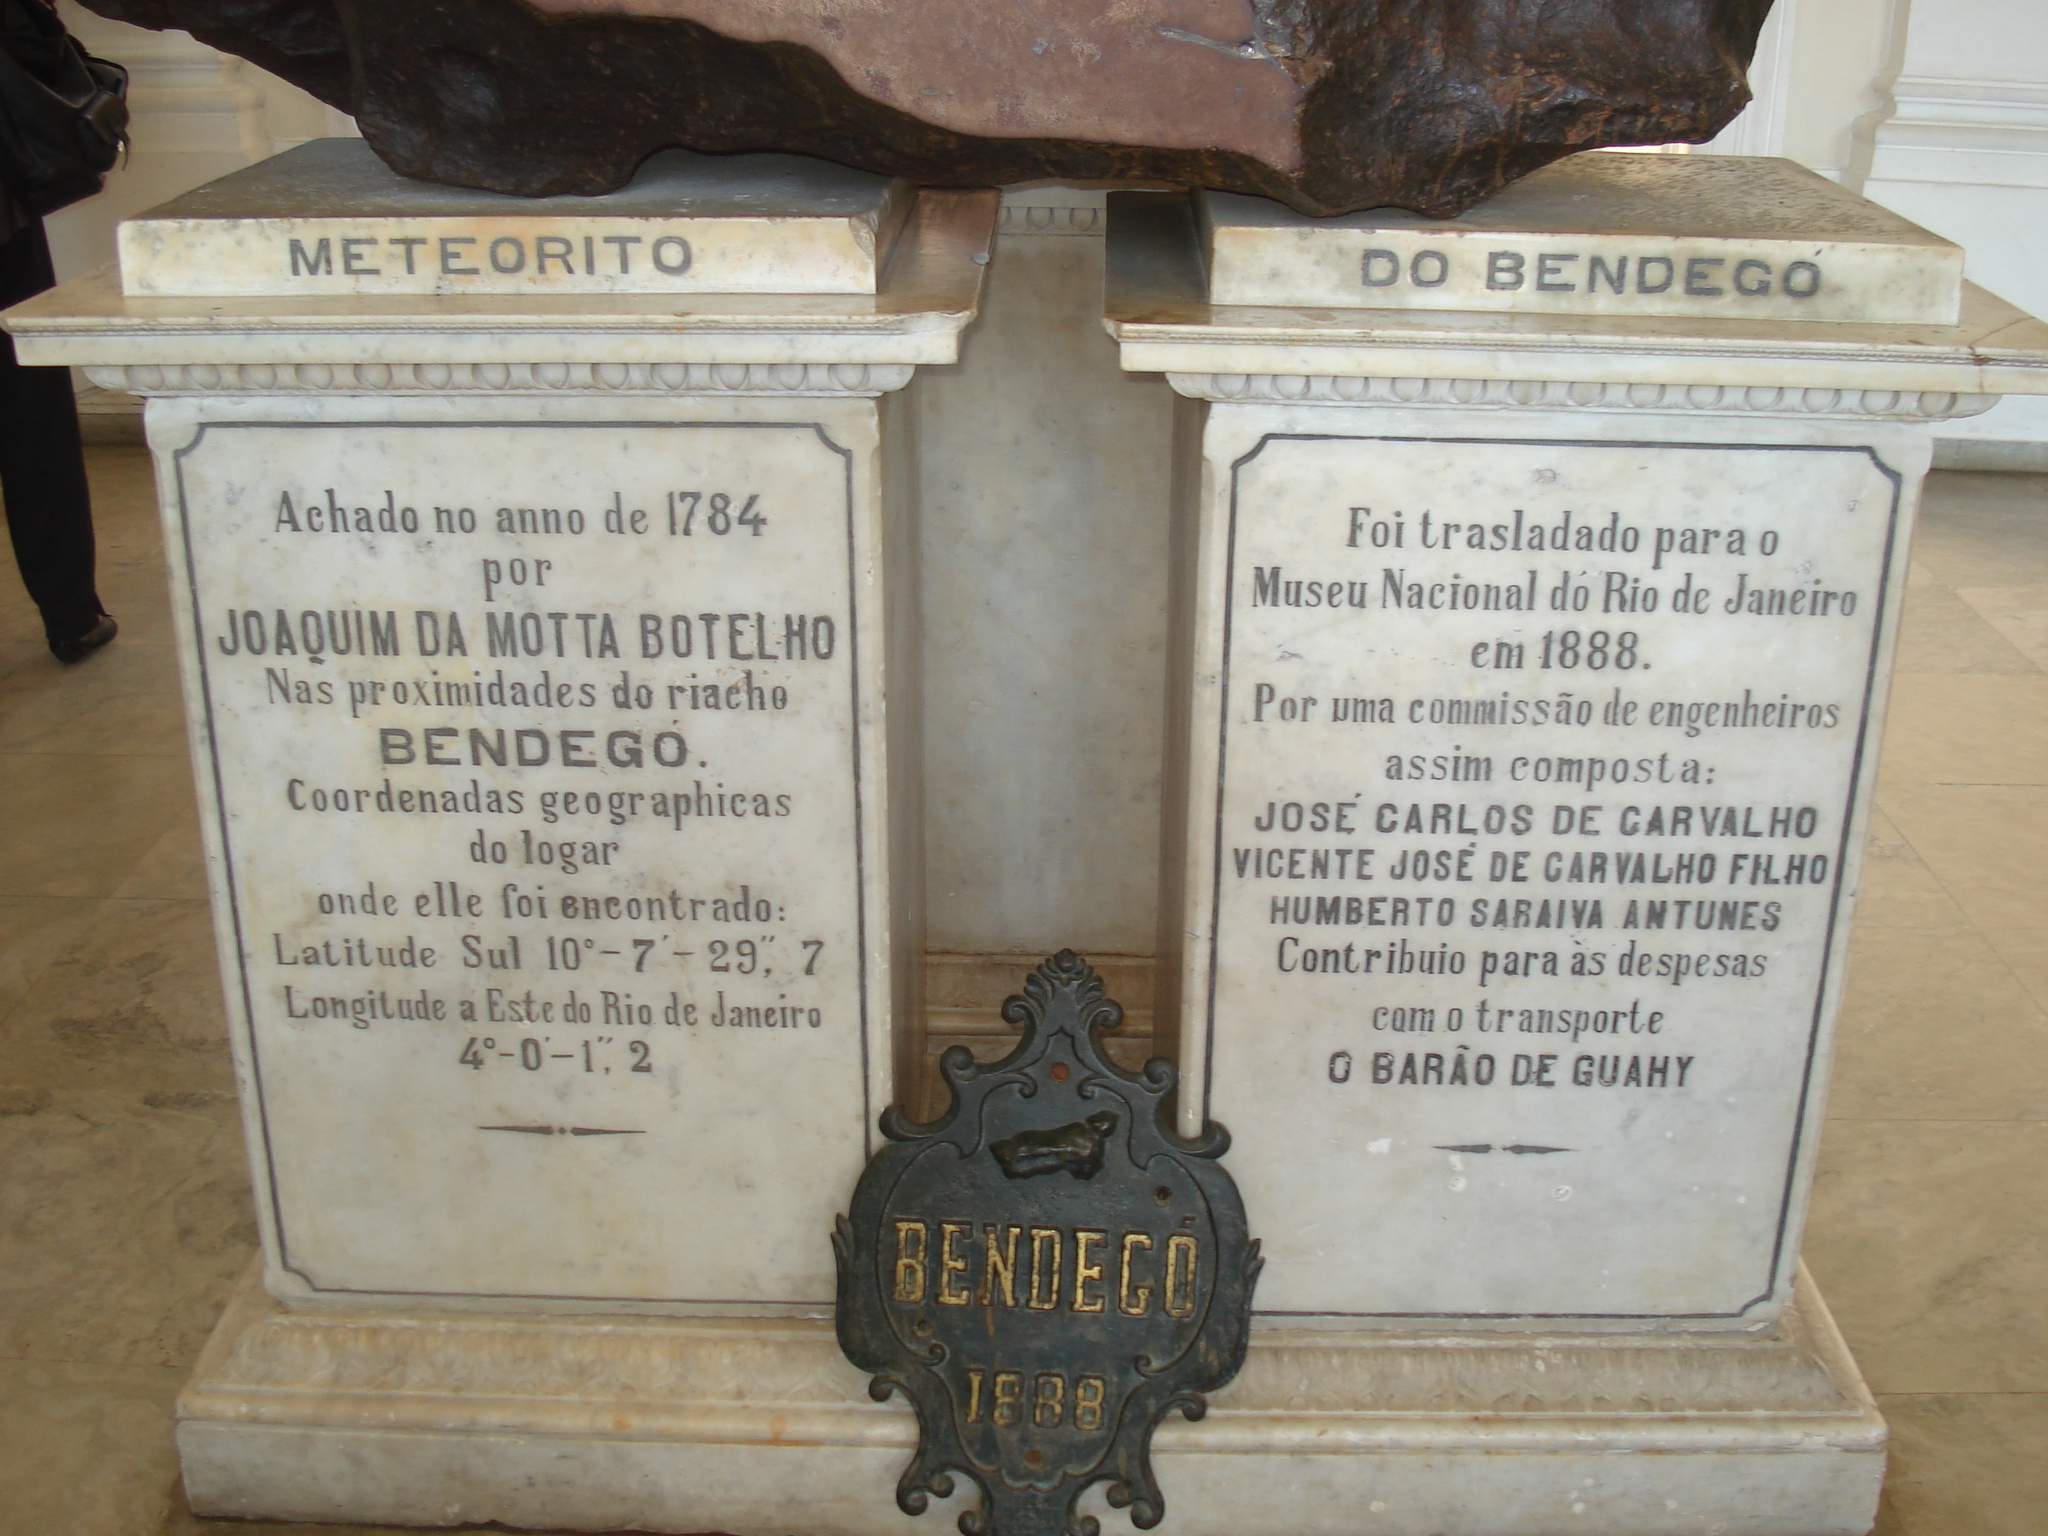 METEORITO
Achado no anno de 1784
por
JOAQUIM DA MOTTA BOTELHO
Nas proximidades do riacho
BENDEGÓ.
Coordenadas geographicas
do logar
onde elle foi encontrado:
Latitude Sul 10°-7'-29",7
Longitude a Este do Rio de Janeiro
4°-0'-1",2
DO BENDEGÓ
Foi trasladado para o
Museu Nacional do Rio de Janeiro
em 1888.
Por uma commissão de engenheiros
assim composta:
JOSÉ CARLOS DE CARVALHO
VICENTE JOSÉ DE CARVALHO FILHO
HUMBERTO SARAIVA ANTUNES
Contribuio para às despesas
com o transporte
O BARÃO DE GUAHY
BENDEGÓ
1888